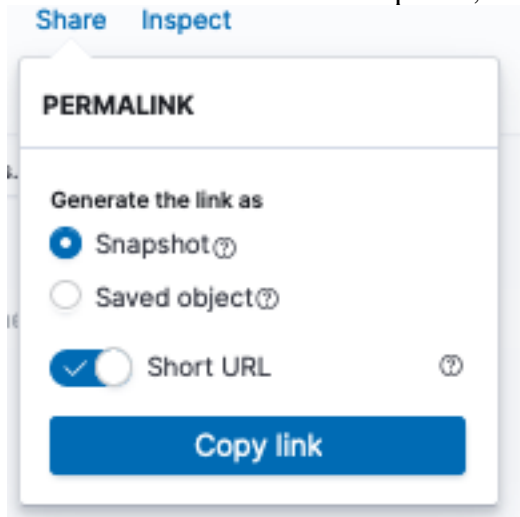 Share Inspect
PERMALINK
Generate the link as
Snapshot
Saved object
Short URL
Copy link